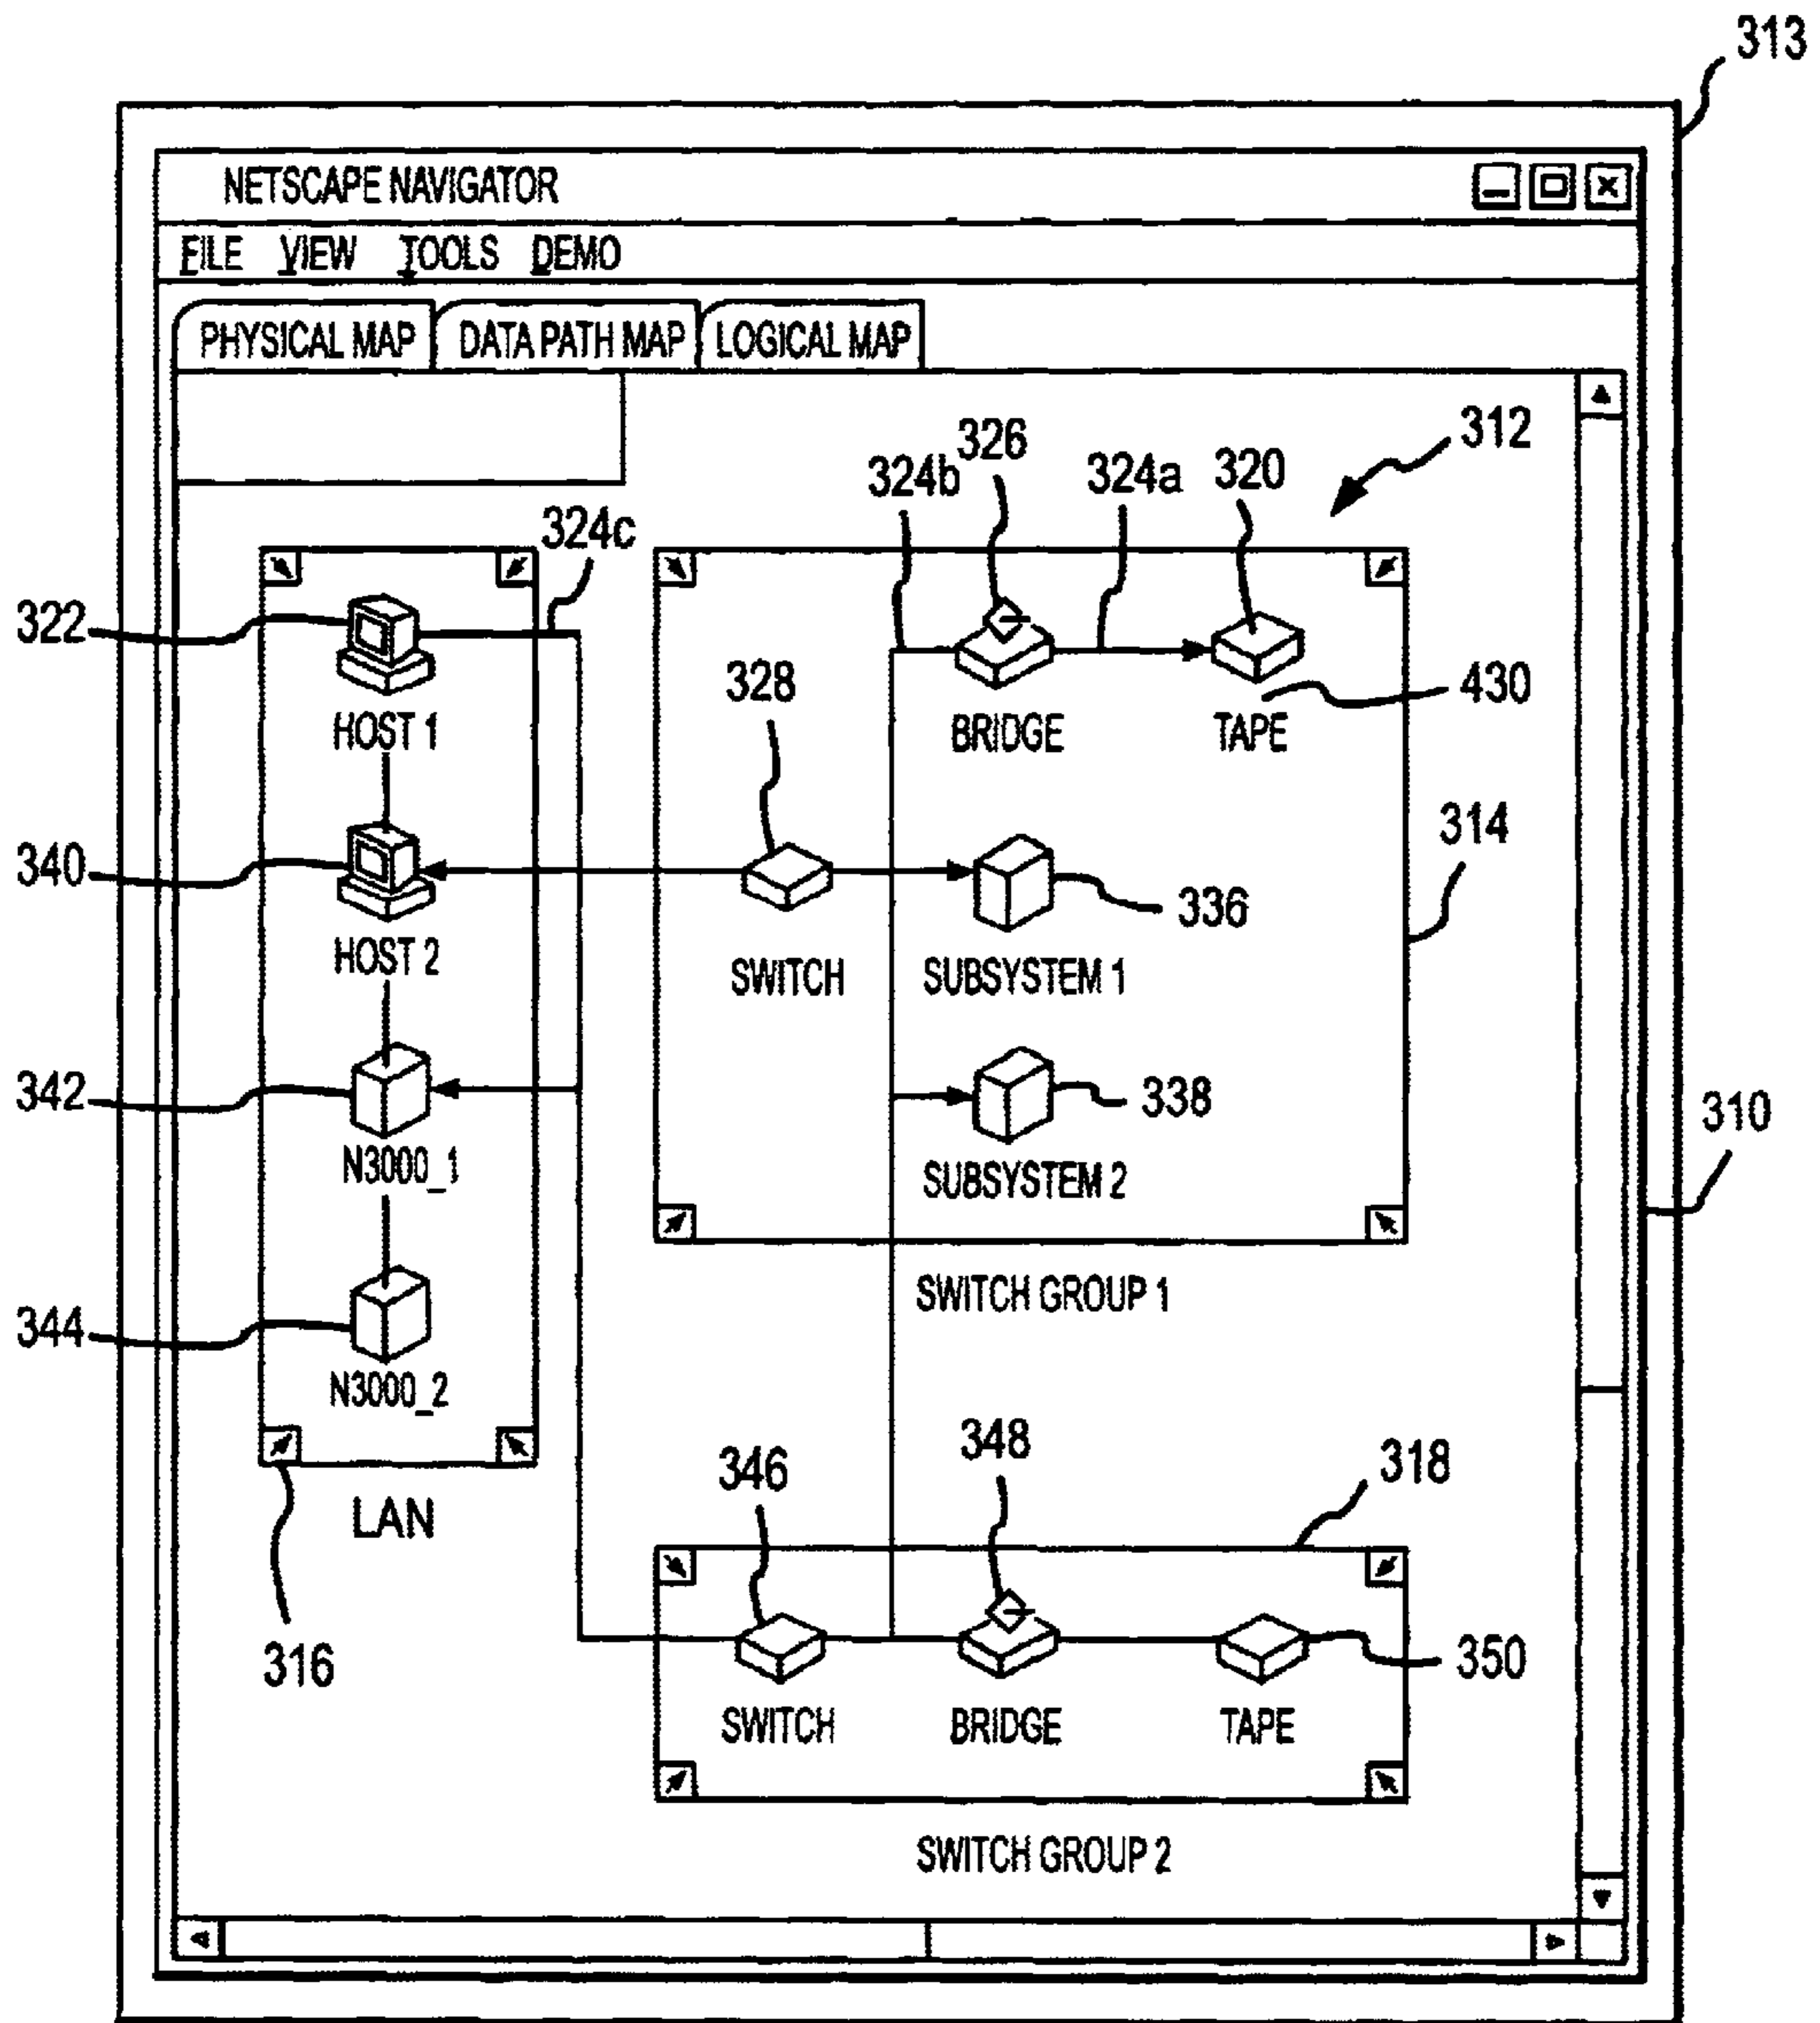 313
NETSCAPE NAVIGATOR
FILE VIEW TOOLS DEMO
PHYSICAL MAP DATA PATH MAP LOGICAL MAP
312
326
324b 324a 320
324c
322
328
430
HOST 1
BRIDGE TAPE
314
340
336
HOST 2
SWITCH SUBSYSTEM 1
342
338
310
N3000_1
SUBSYSTEM 2
SWITCH GROUP 1
344
N3000_2
346 348 318
LAN
316
350
SWITCH BRIDGE TAPE
SWITCH GROUP 2